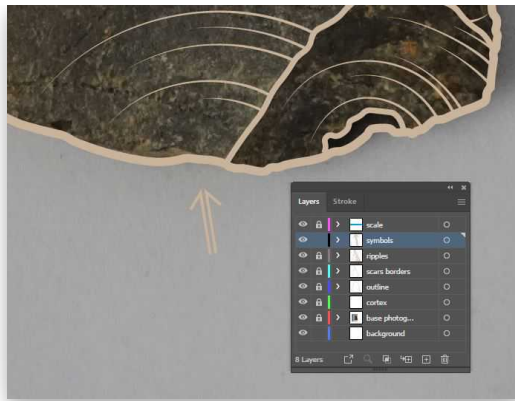 Layers Stroke
scale
symbols
ripples
scars borders
outline
cortex
base photog...
background
8 Layers